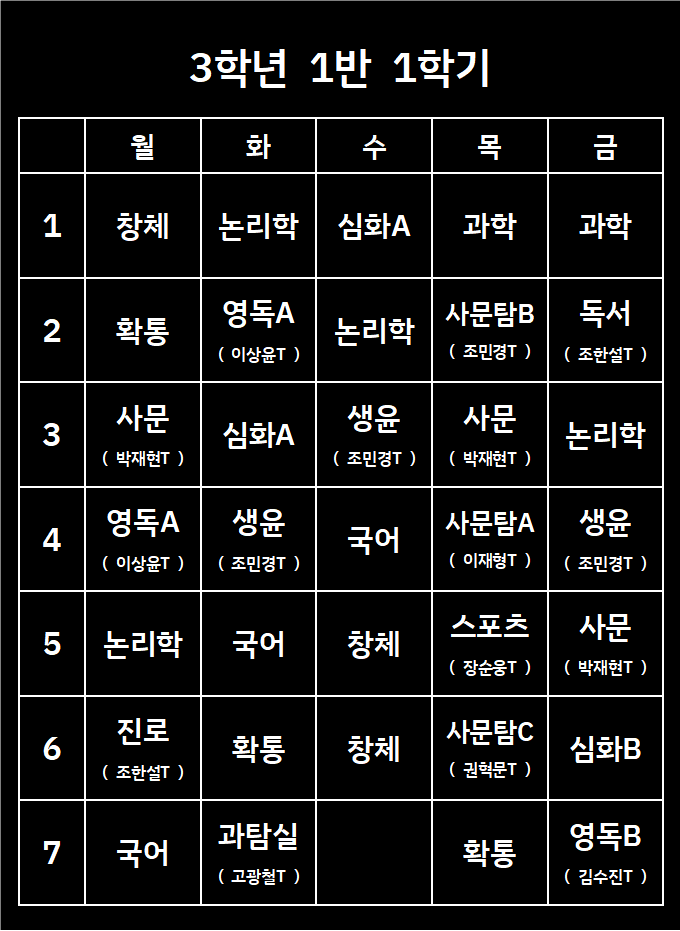 3학년 1반 1학기
월 화 수 목 금
1 창체 논리학 심화A 과학 과학
2 확통 영독A 논리학 사문탐B 독서
( 이상윤T ) ( 조민경T ) ( 조한설T )
3 사문 심화A 생윤 사문 논리학
( 박재현T ) ( 조민경T ) ( 박재현T )
4 영독A 생윤 국어 사문탐A 생윤
( 이상윤T ) ( 조민경T ) ( 이재형T ) ( 조민경T )
5 논리학 국어 창체 스포츠 사문
( 장순웅T ) ( 박재현T )
6 진로 확통 창체 사문탐C 심화B
( 조한설T ) ( 권혁문T )
7 국어 과탐실 확통 영독B
( 고광철T ) ( 김수진T )